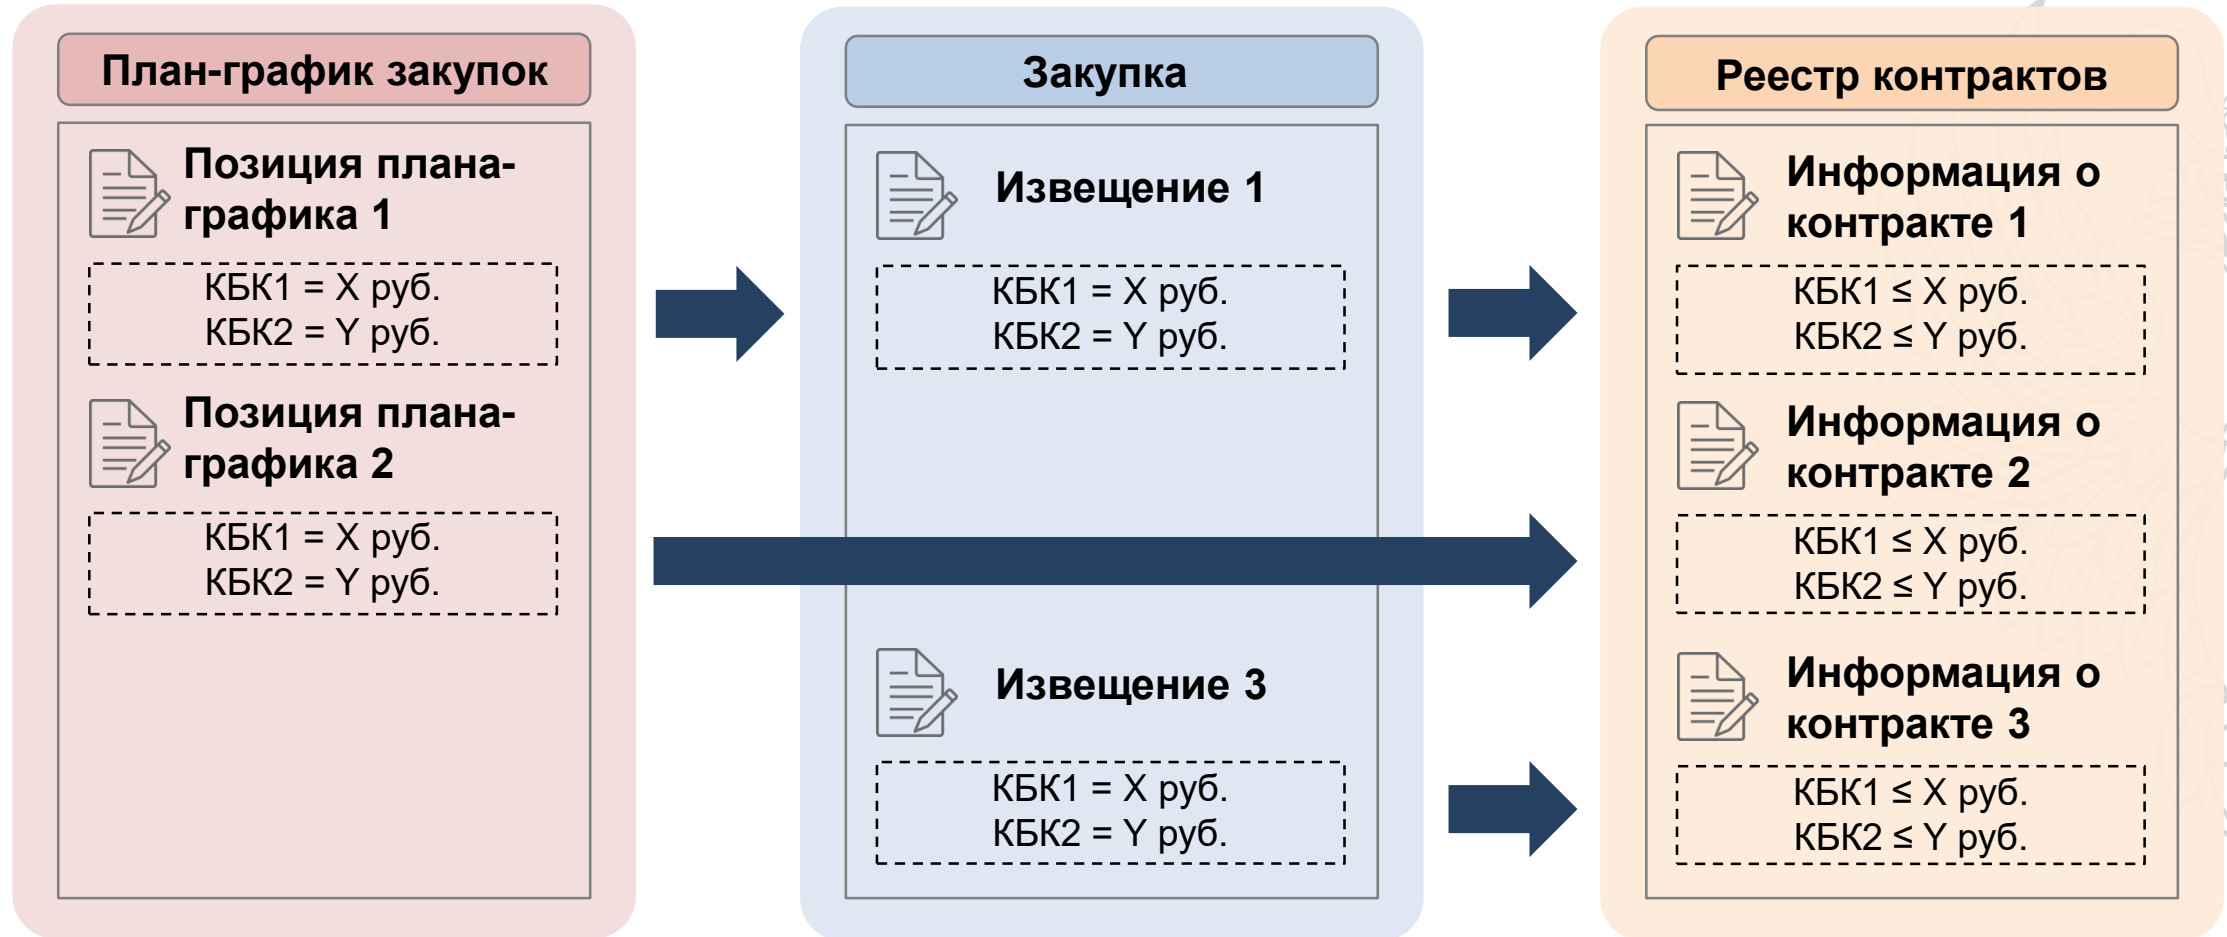 План-график закупок
Позиция плана-
графика 1
КБК1 = X руб.
КБК2 = Y руб.
Позиция плана-
графика 2
КБК1 = X руб.
КБК2 = Y руб.
Закупка
Извещение 1
КБК1 = X руб.
КБК2 = Y руб.
Извещение 3
КБК1 = X руб.
КБК2 = Y руб.
Реестр контрактов
Информация о
контракте 1
КБК1 ≤ X руб.
КБК2 ≤ Y руб.
Информация о
контракте 2
КБК1 ≤ X руб.
КБК2 ≤ Y руб.
Информация о
контракте 3
КБК1 ≤ X руб.
КБК2 ≤ Y руб.